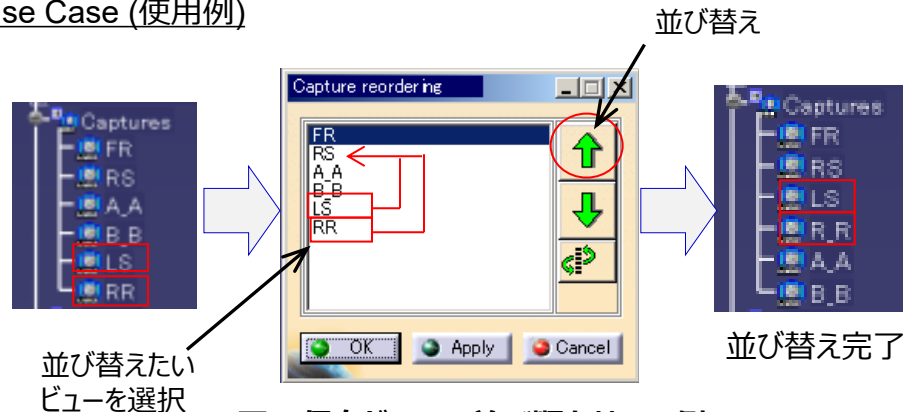 se Case (使用例)
並び替え
Captures
FR
RS
A_A
B_B
LS
RR
Capture reordering
FR
RS
A_A
B_B
LS
RR
OK
Apply
Cancel
Captures
FR
RS
LS
R_R
A_A
B_B
並び替え完了
並び替えたい
ビューを選択